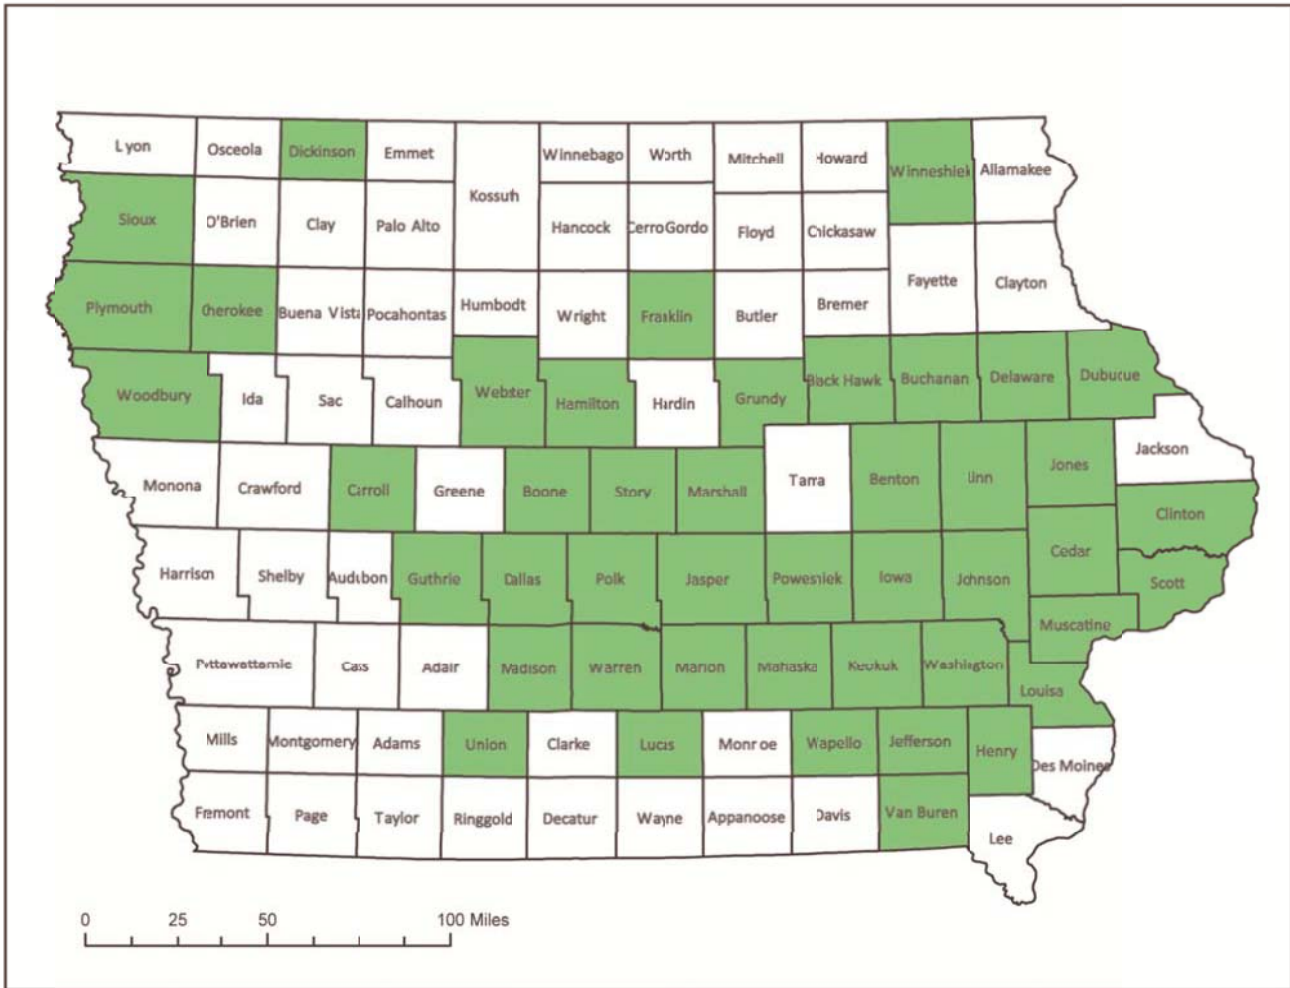 Lyon Osceola Dickinson Emmet Kossuth Winnebago Worth Mitchell Howard Winneshiek Allamakee
Sioux O'Brien Clay Palo Alto Hancock Cerro Gordo Floyd Chickasaw
Plymouth Cherokee Buena Vista Pocahontas Humbodt Wright Franklin Butler Bremer Fayette Clayton
Woodbury Ida Sac Calhoun Webster Hamilton Hardin Grundy Black Hawk Buchanan Delaware Dubuque
Monona Crawford Carroll Greene Boone Story Marshall Tama Benton Linn Jones Jackson
Clinton
Harrison Shelby Audubon Guthrie Dallas Polk Jasper Poweshiek Iowa Johnson Cedar Scott
Muscatine
Pottawattamie Cass Adair Madison Warren Marion Mahaska Keokuk Washington Louisa
Mills Montgomery Adams Union Clarke Lucas Monroe Wapello Jefferson Henry Des Moines
Fremont Page Taylor Ringgold Decatur Wayne Appanoose Davis Van Buren Lee
0 25 50 100 Miles